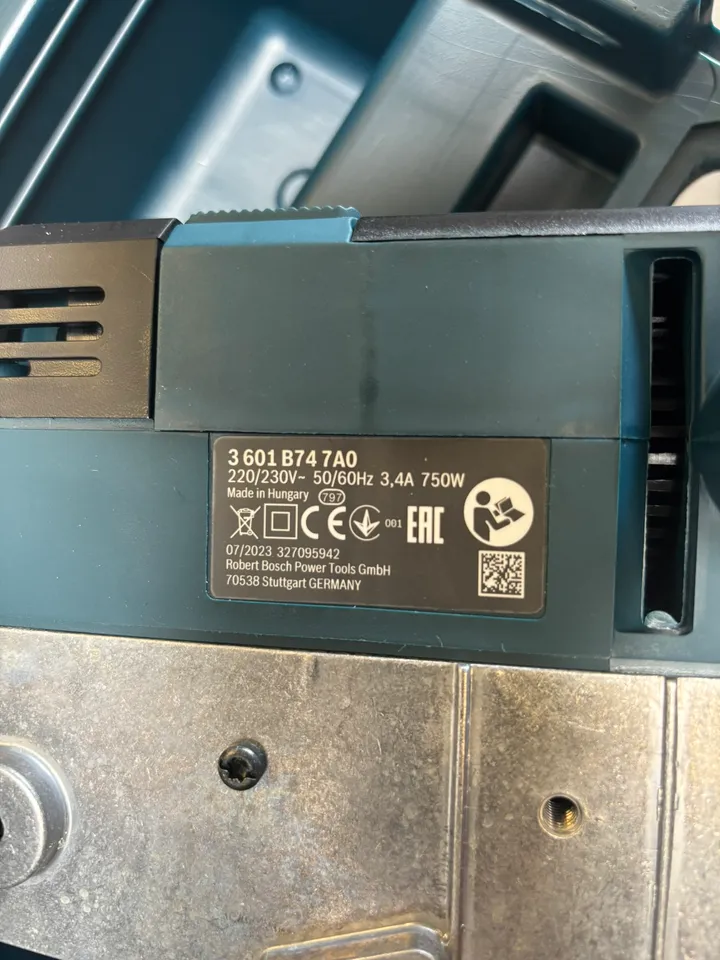 3 601 B74 7A0
220/230V~ 50/60Hz 3,4A 750W
Made in Hungary 797
CE 001 EAC
07/2023 327095942
Robert Bosch Power Tools GmbH
70538 Stuttgart GERMANY